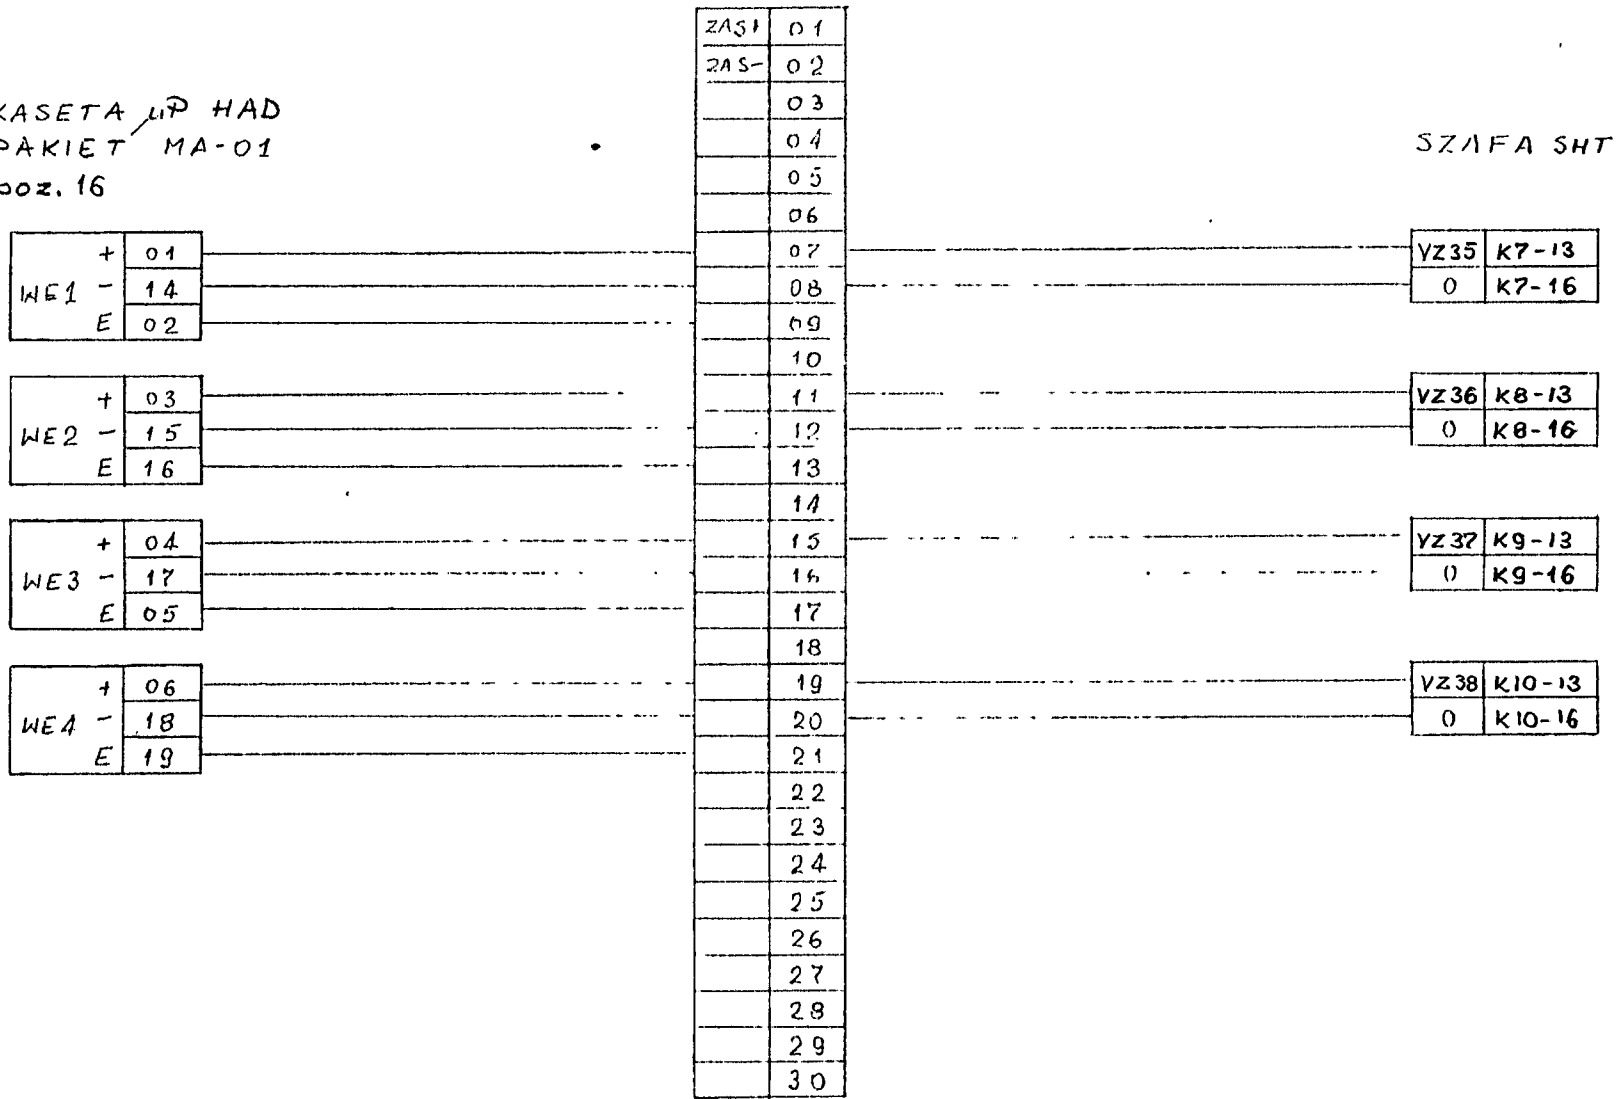 KASETA µP HAD
PAKIET MA-01
poz. 16
WE1
+ 01
- 14
E 02
WE2
+ 03
- 15
E 16
WE3
+ 04
- 17
E 05
WE4
+ 06
- 18
E 19
ZAS+ 01
ZAS- 02
03
04
05
06
07
08
09
10
11
12
13
14
15
16
17
18
19
20
21
22
23
24
25
26
27
28
29
30
SZAFA SHT
YZ35 K7-13
0 K7-16
YZ36 K8-13
0 K8-16
YZ37 K9-13
0 K9-16
YZ38 K10-13
0 K10-16